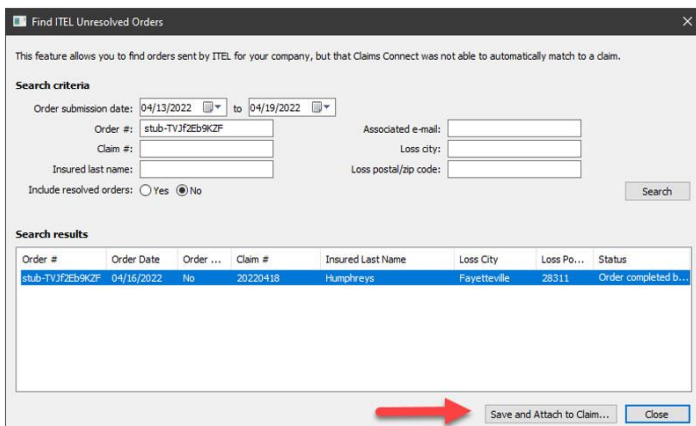 Find ITEL Unresolved Orders
This feature allows you to find orders sent by ITEL for your company, but that Claims Connect was not able to automatically match to a claim.
Search criteria
Order submission date: 04/13/2022 to 04/19/2022
Order #: stub-TVJf2Eb9KZF Associated e-mail:
Claim #: Loss city:
Insured last name: Loss postal/zip code:
Include resolved orders: Yes No
Search
Search results
Order # Order Date Order ... Claim # Insured Last Name Loss City Loss Po... Status
stub-TVJf2Eb9KZF 04/16/2022 No 20220418 Humphreys Fayetteville 28311 Order completed b...
Save and Attach to Claim... Close